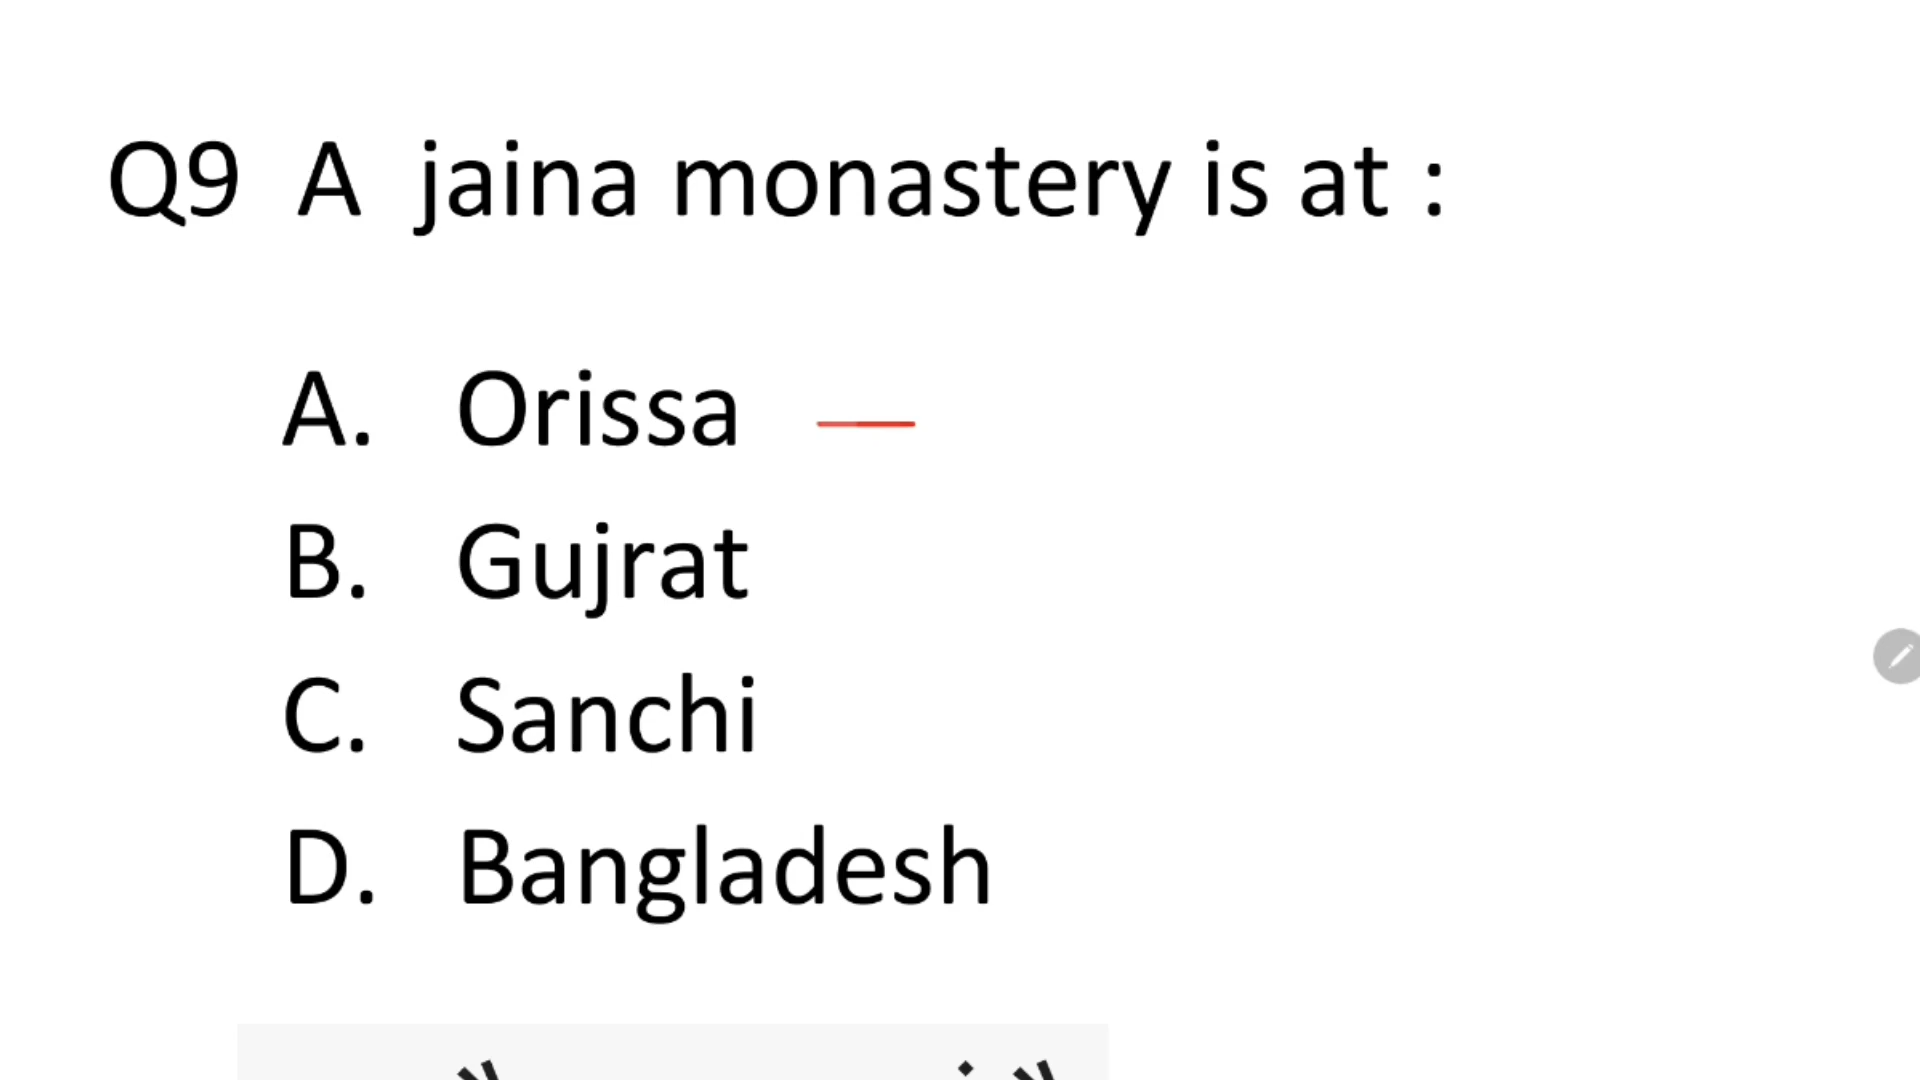 Q9 A jaina monastery is at :
A. Orissa
B. Gujrat
C. Sanchi
D. Bangladesh